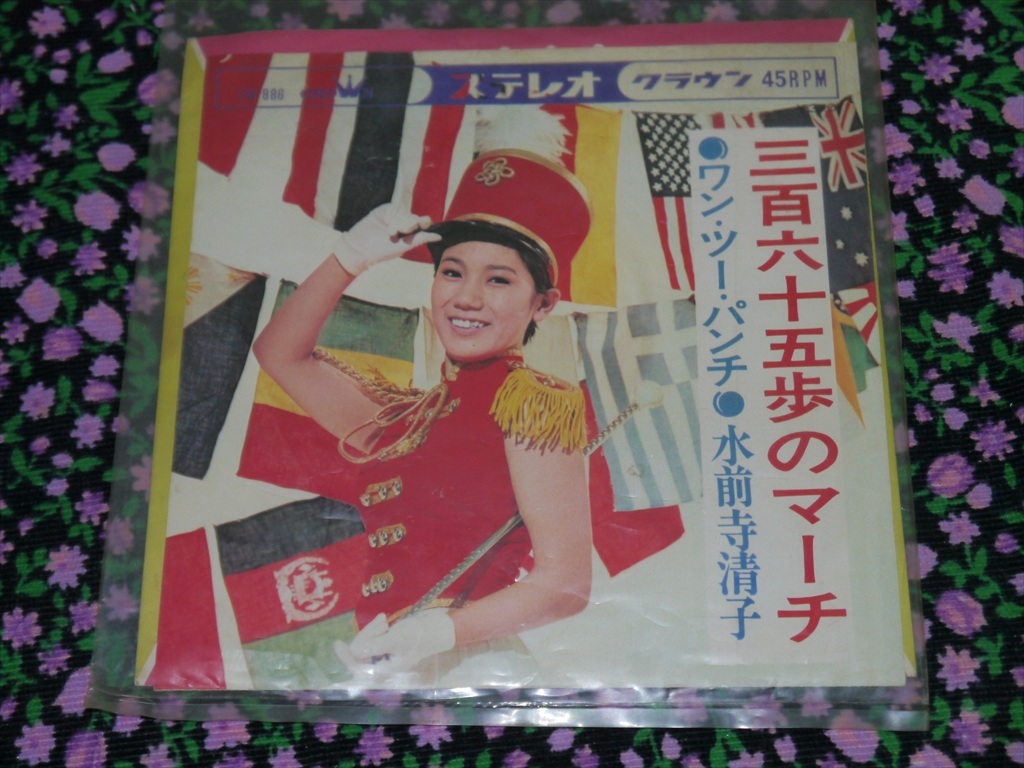 ステレオ クラウン 45RPM
三百六十五歩のマーチ
●ワン・ツー・パンチ●水前寺清子